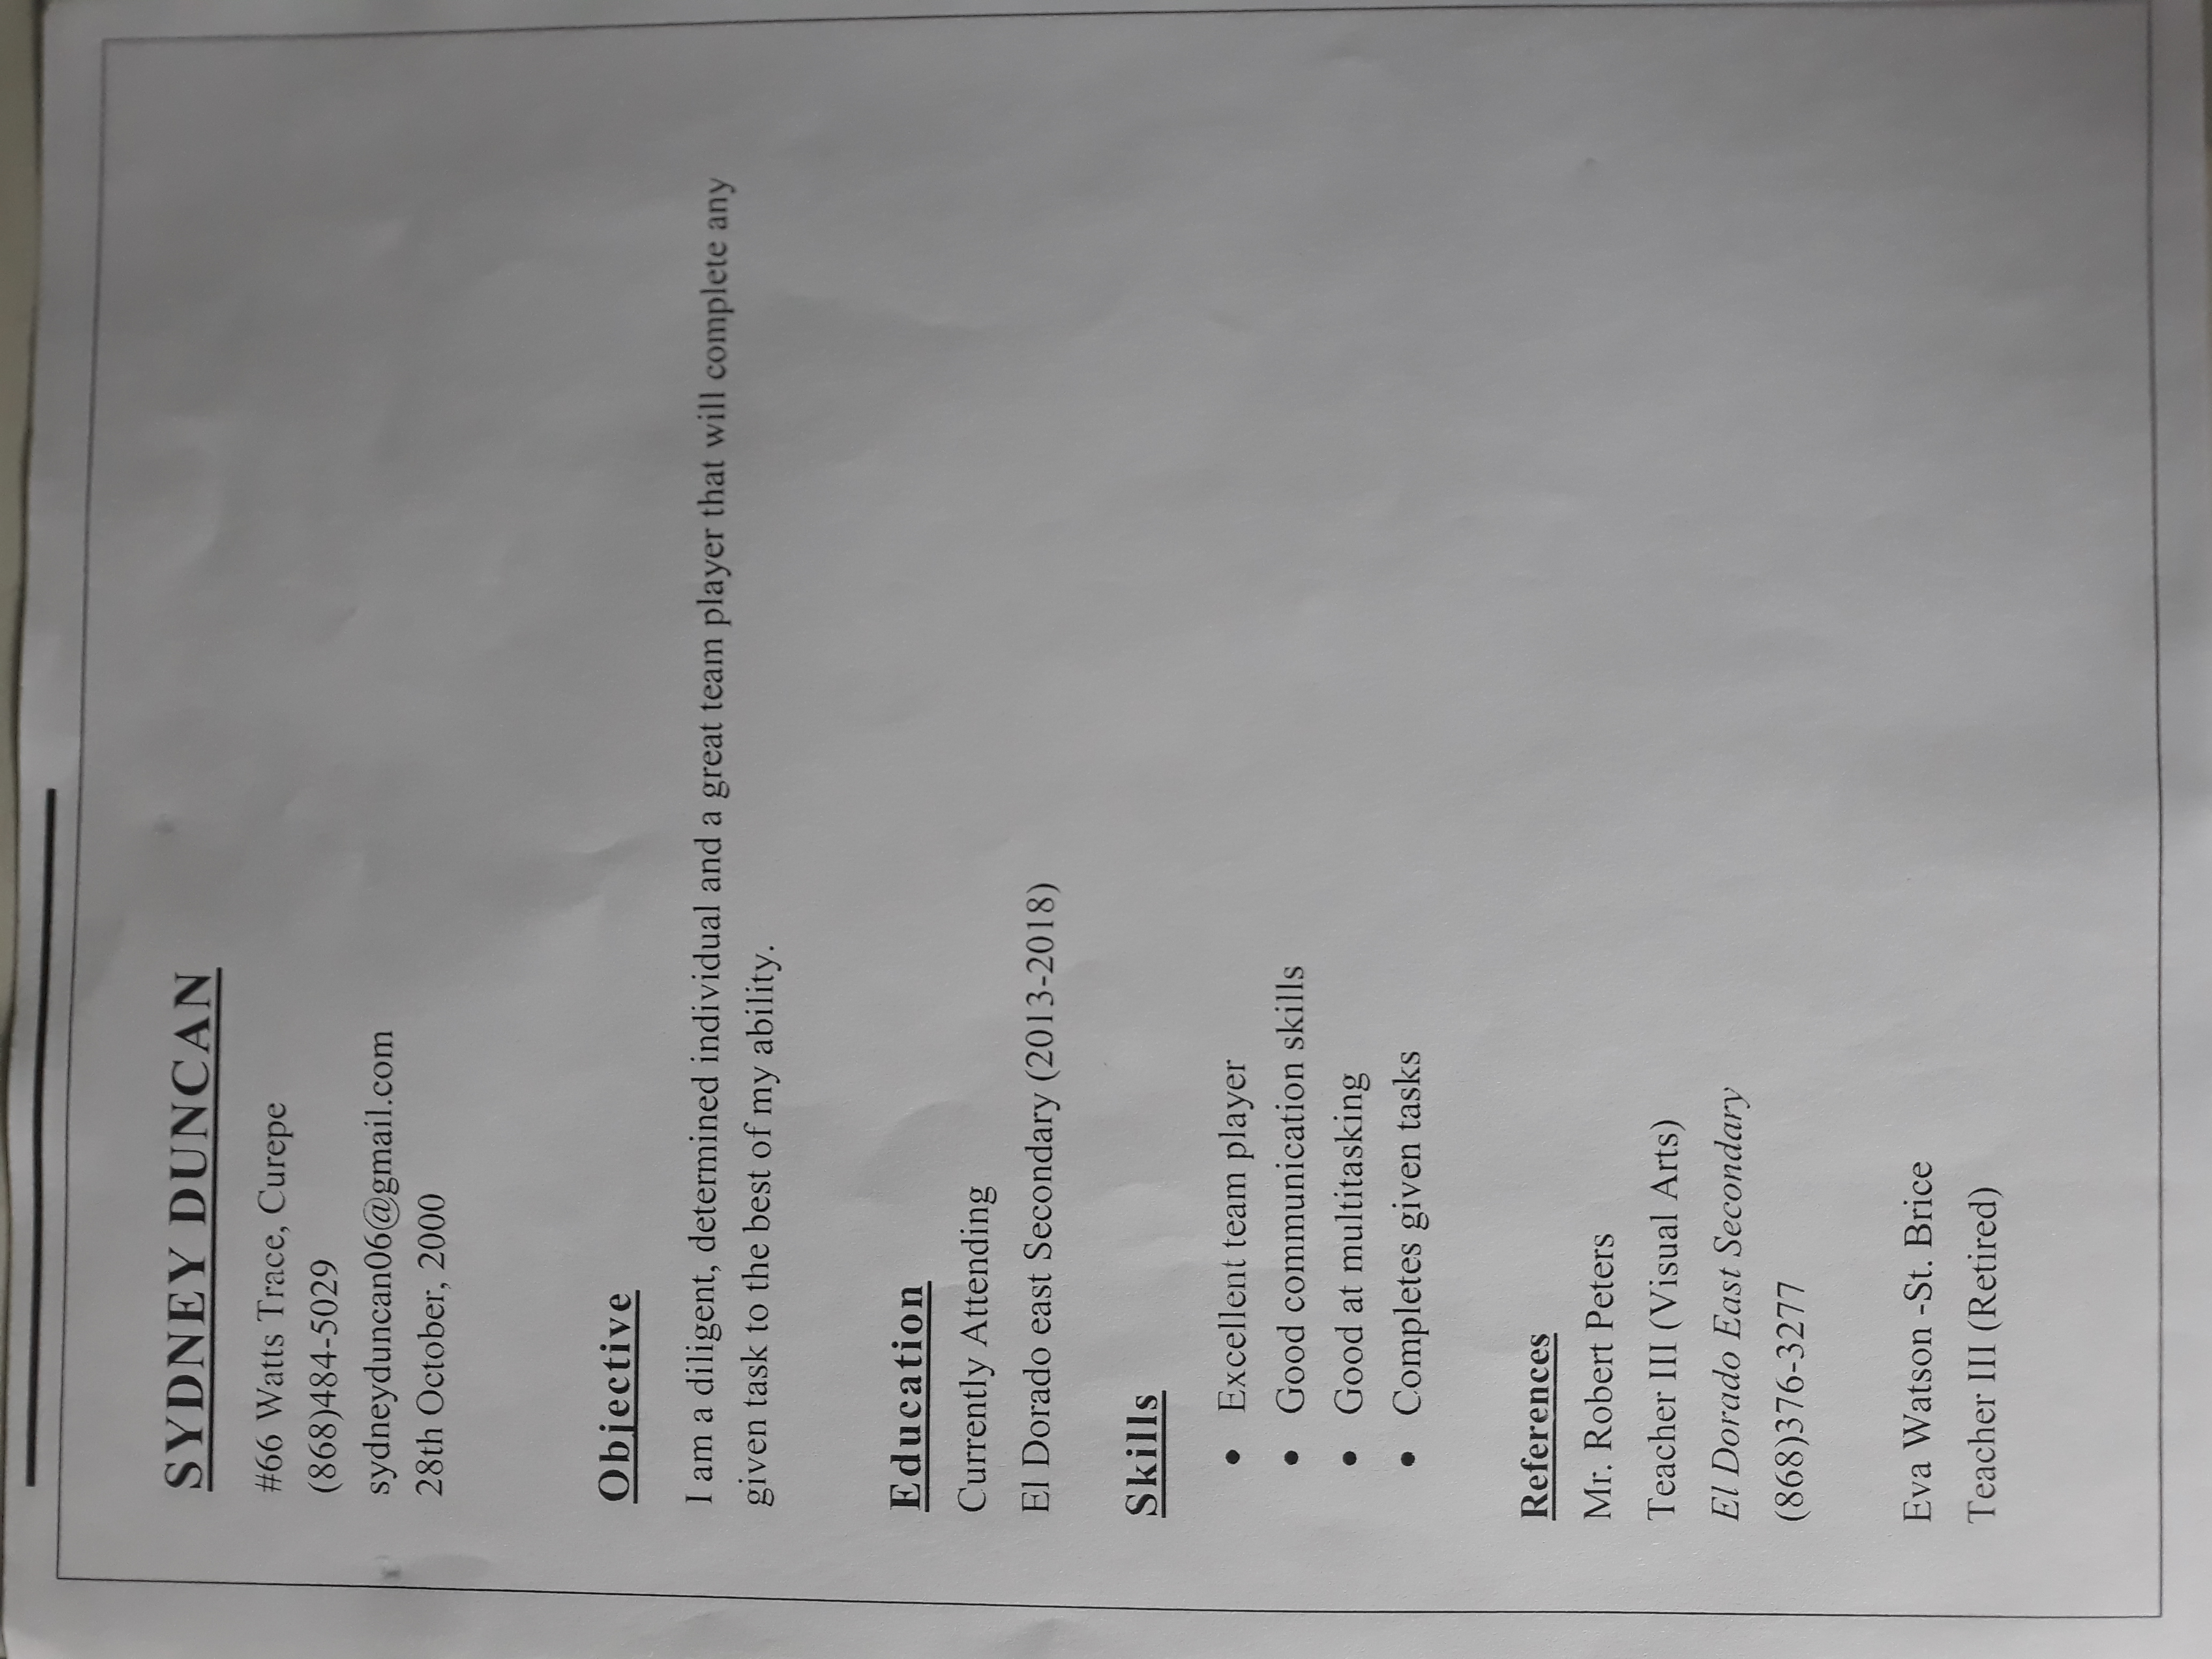 SYDNEY DUNCAN
#66 Watts Trace, Curepe
(868)484-5029
sydneyduncan06@gmail.com
28th October, 2000
Objective
I am a diligent, determined individual and a great team player that will complete any
given task to the best of my ability.
Education
Currently Attending
El Dorado east Secondary (2013-2018)
Skills
• Excellent team player
• Good communication skills
• Good at multitasking
• Completes given tasks
References
Mr. Robert Peters
Teacher III (Visual Arts)
El Dorado East Secondary
(868)376-3277
Eva Watson -St. Brice
Teacher III (Retired)